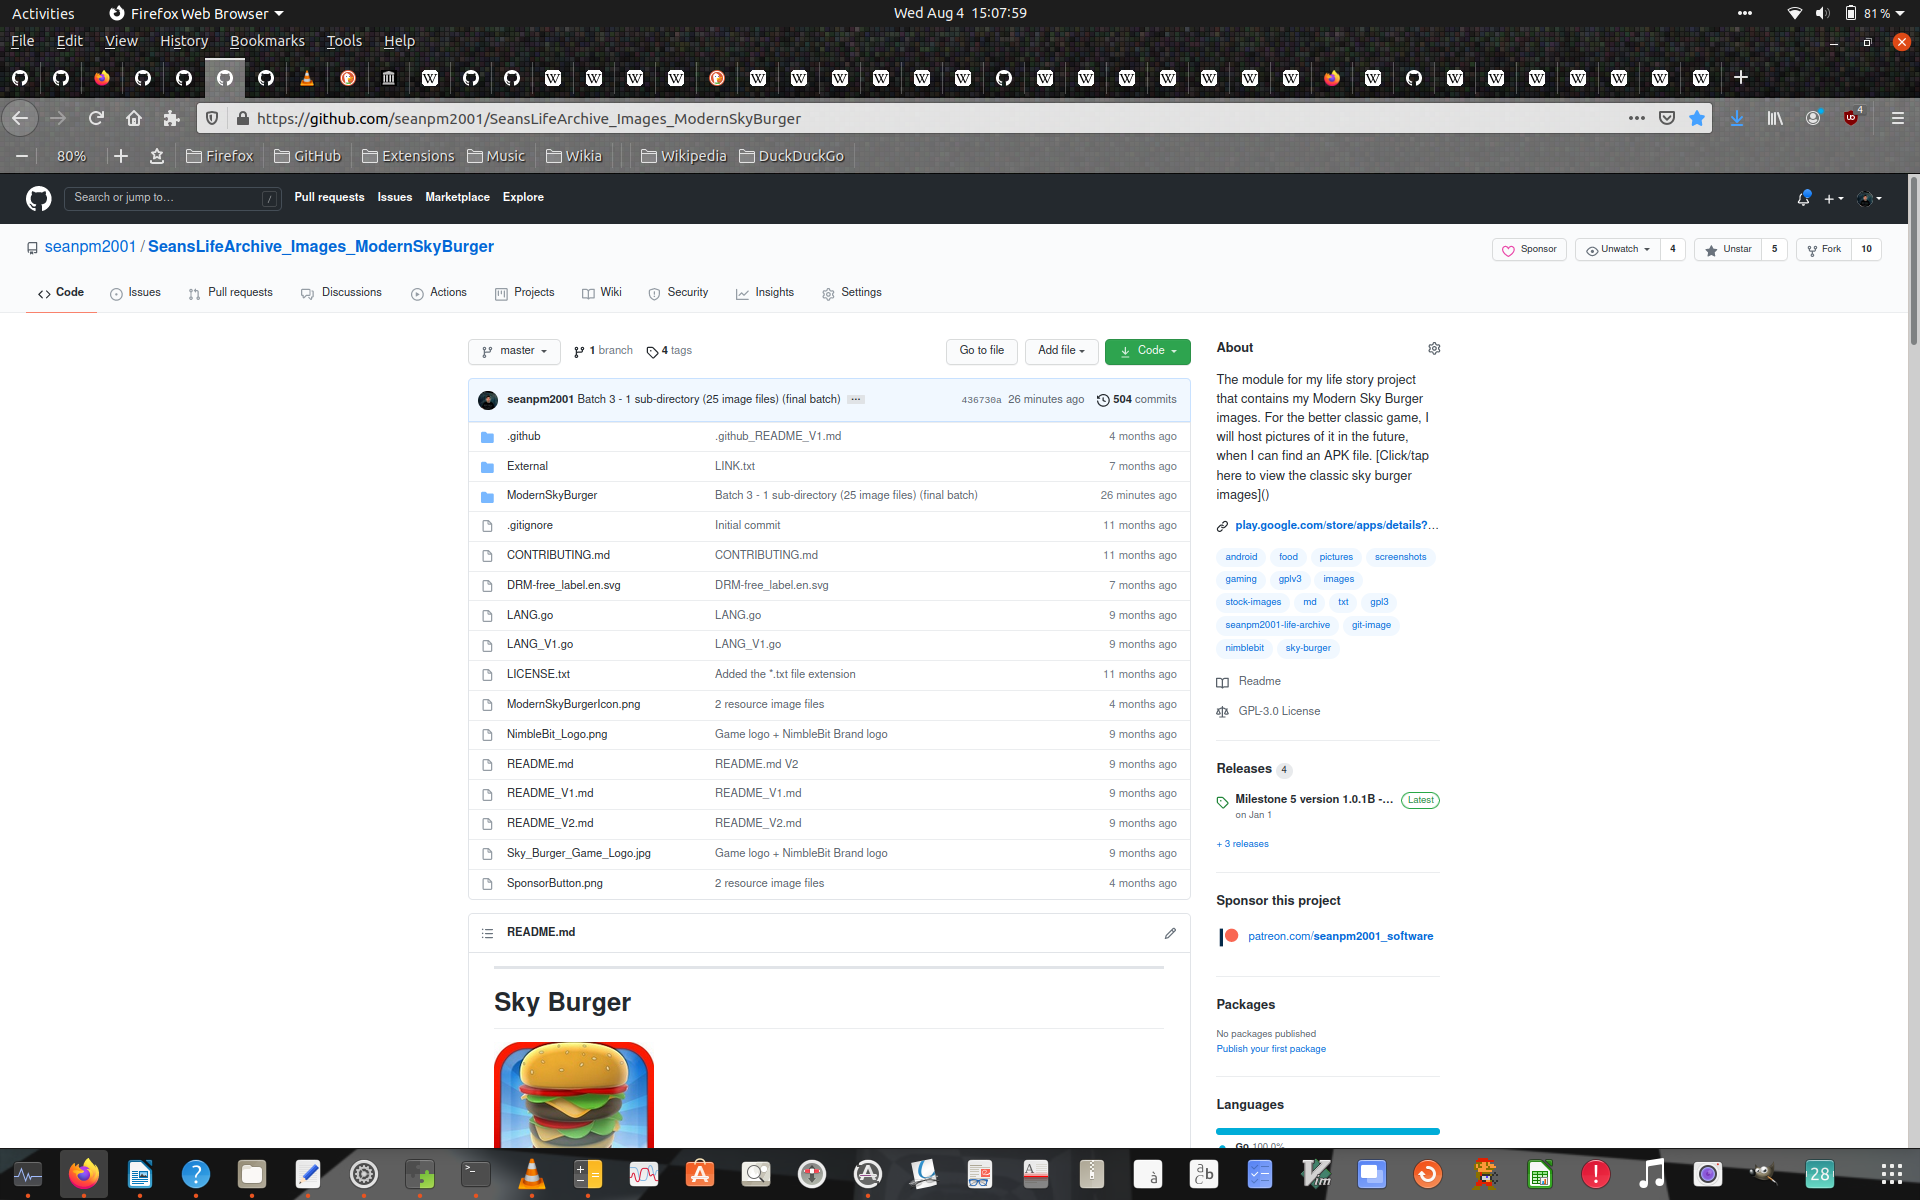 Activities Firefox Web Browser Wed Aug 4 15:07:59 81 %
File Edit View History Bookmarks Tools Help
https://github.com/seanpm2001/SeansLifeArchive_Images_ModernSkyBurger 4
80% Firefox GitHub Extensions Music Wikia Wikipedia DuckDuckGo
Search or jump to… / Pull requests Issues Marketplace Explore
seanpm2001 / SeansLifeArchive_Images_ModernSkyBurger Sponsor Unwatch 4 Unstar 5 Fork 10
Code Issues Pull requests Discussions Actions Projects Wiki Security Insights Settings
master 1 branch 4 tags Go to file Add file Code
seanpm2001 Batch 3 - 1 sub-directory (25 image files) (final batch) ... 436730a 26 minutes ago 504 commits
.github .github_README_V1.md 4 months ago
External LINK.txt 7 months ago
ModernSkyBurger Batch 3 - 1 sub-directory (25 image files) (final batch) 26 minutes ago
.gitignore Initial commit 11 months ago
CONTRIBUTING.md CONTRIBUTING.md 11 months ago
DRM-free_label.en.svg DRM-free_label.en.svg 7 months ago
LANG.go LANG.go 9 months ago
LANG_V1.go LANG_V1.go 9 months ago
LICENSE.txt Added the *.txt file extension 11 months ago
ModernSkyBurgerIcon.png 2 resource image files 4 months ago
NimbleBit_Logo.png Game logo + NimbleBit Brand logo 9 months ago
README.md README.md V2 9 months ago
README_V1.md README_V1.md 9 months ago
README_V2.md README_V2.md 9 months ago
Sky_Burger_Game_Logo.jpg Game logo + NimbleBit Brand logo 9 months ago
SponsorButton.png 2 resource image files 4 months ago
README.md
Sky Burger
About
The module for my life story project
that contains my Modern Sky Burger
images. For the better classic game, I
will host pictures of it in the future,
when I can find an APK file. [Click/tap
here to view the classic sky burger
images]()
play.google.com/store/apps/details?…
android food pictures screenshots
gaming gplv3 images
stock-images md txt gpl3
seanpm2001-life-archive git-image
nimblebit sky-burger
Readme
GPL-3.0 License
Releases 4
Milestone 5 version 1.0.1B -… Latest
on Jan 1
+ 3 releases
Sponsor this project
patreon.com/seanpm2001_software
Packages
No packages published
Publish your first package
Languages
Go 100.0%
28